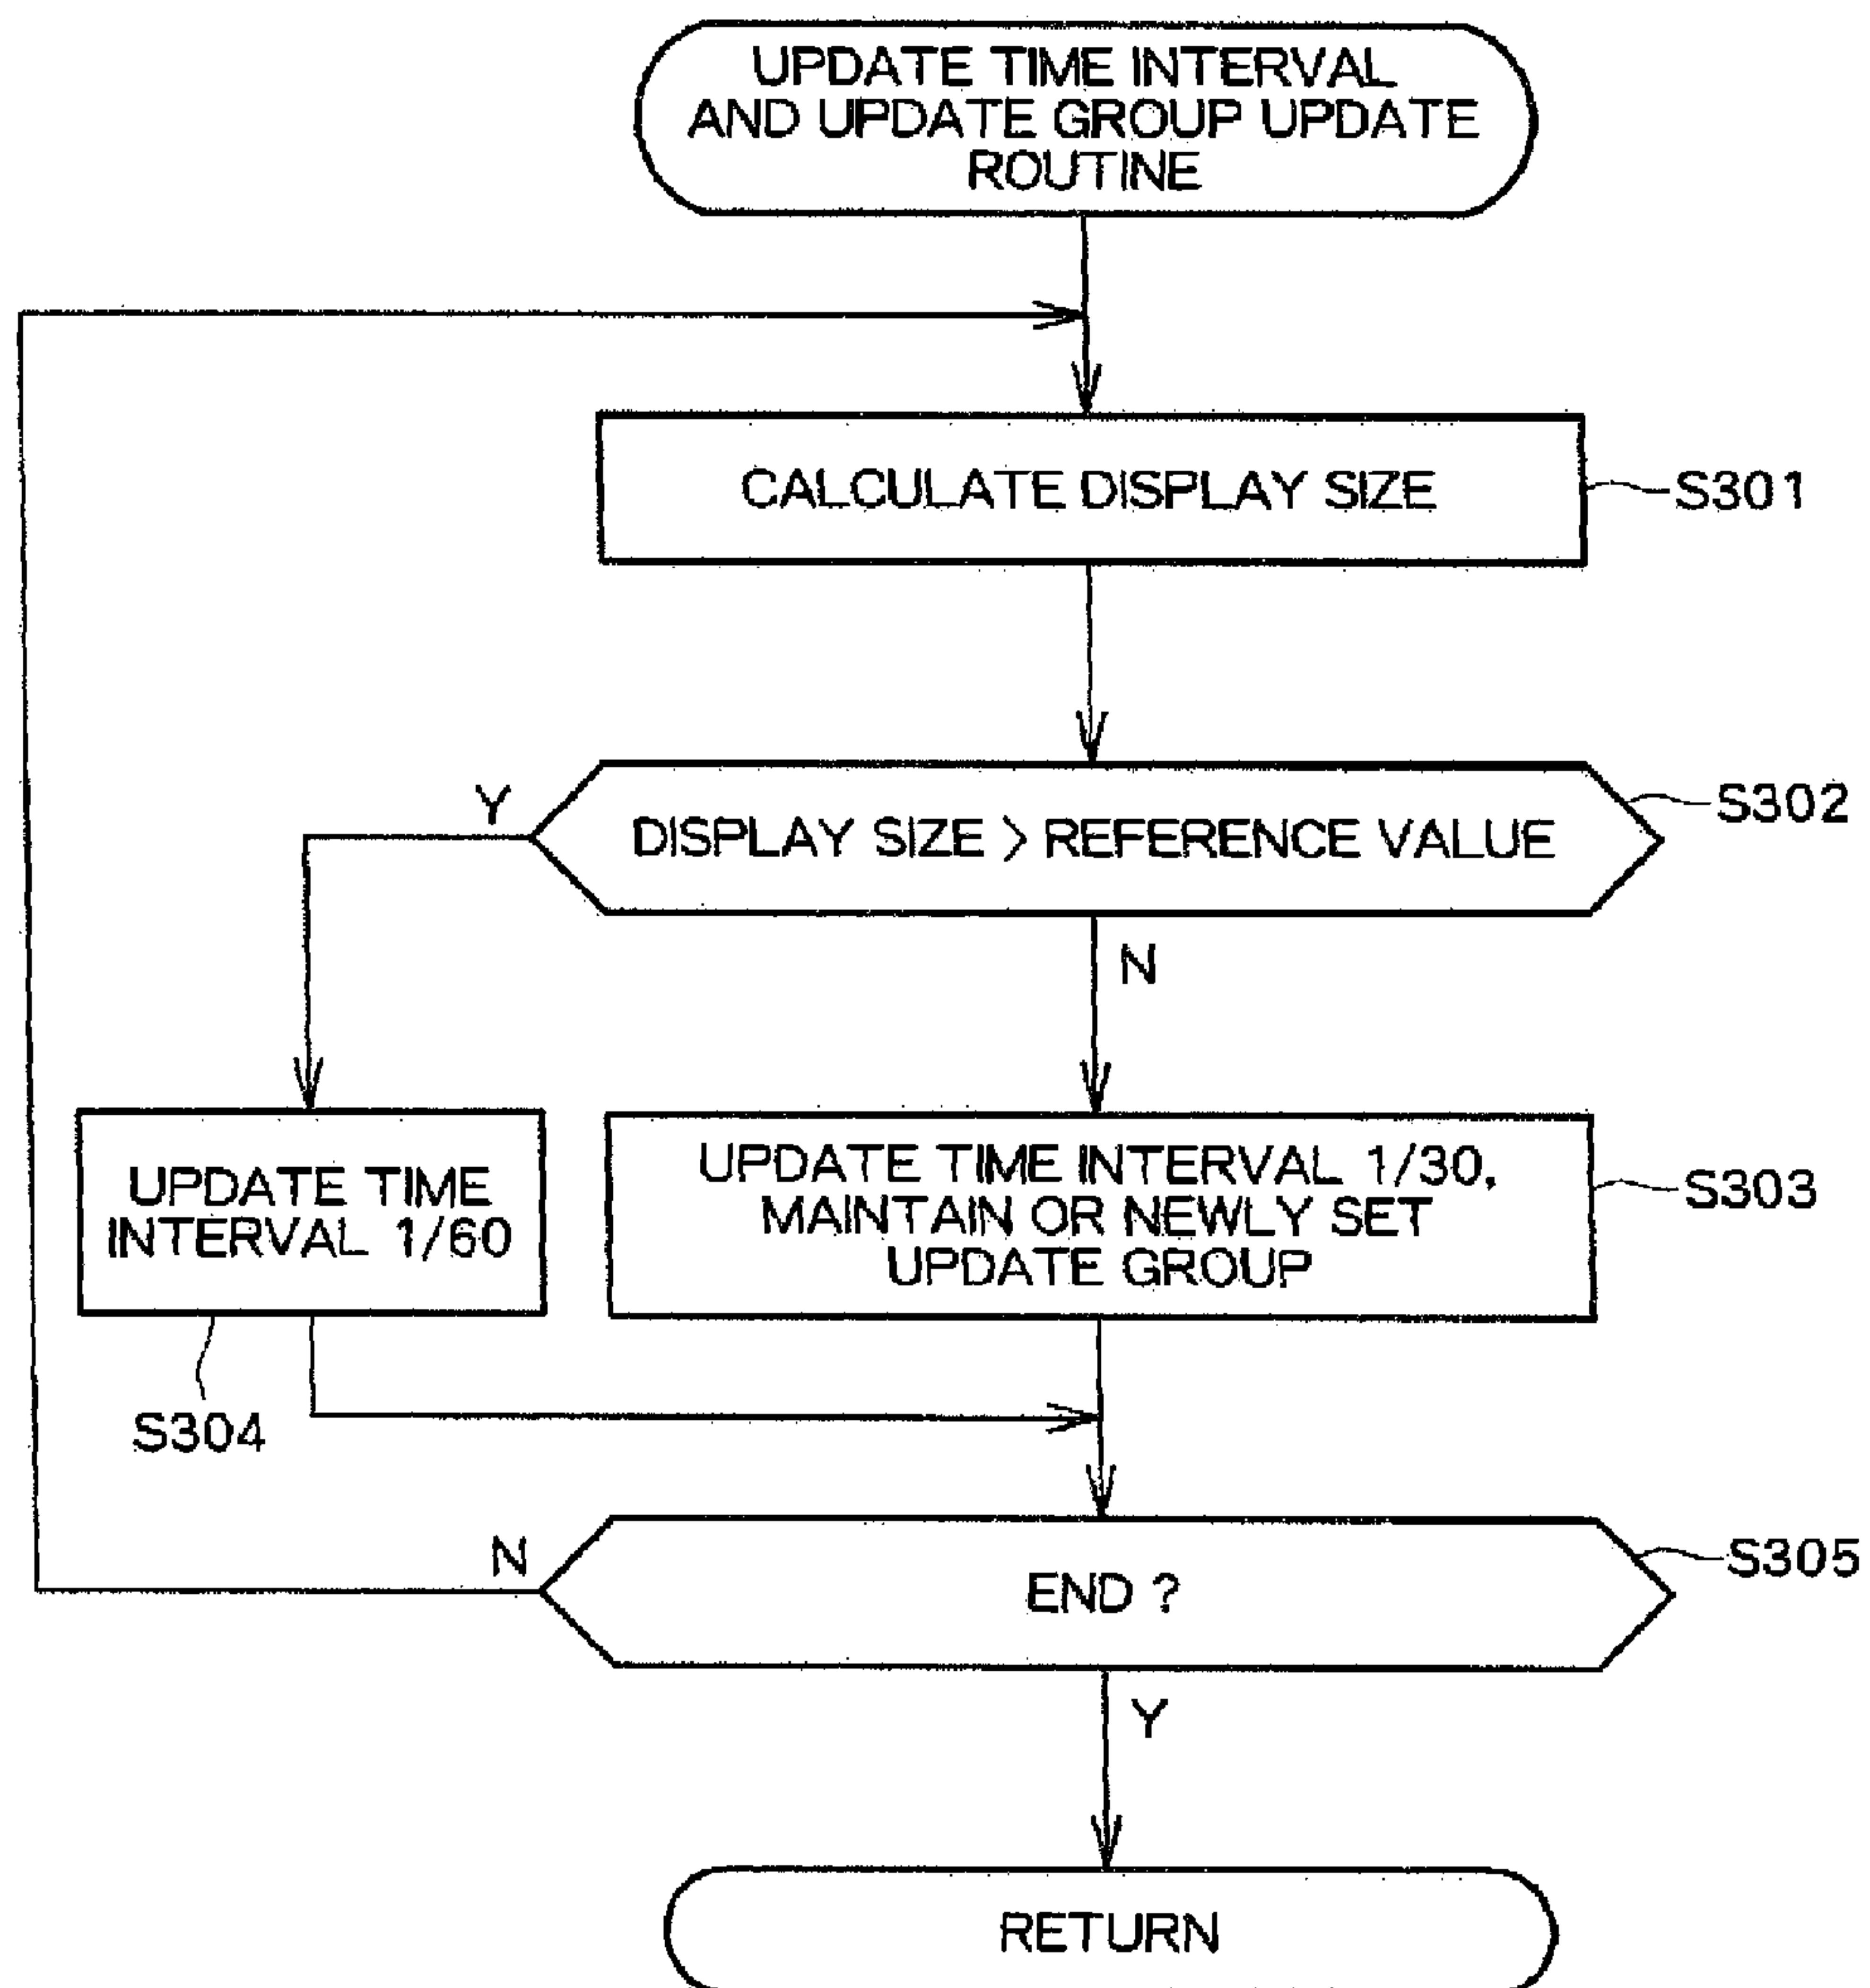 UPDATE TIME INTERVAL
AND UPDATE GROUP UPDATE
ROUTINE
CALCULATE DISPLAY SIZE
S301
DISPLAY SIZE > REFERENCE VALUE
S302
Y
N
UPDATE TIME
INTERVAL 1/60
S304
UPDATE TIME INTERVAL 1/30,
MAINTAIN OR NEWLY SET
UPDATE GROUP
S303
END ?
S305
N
Y
RETURN